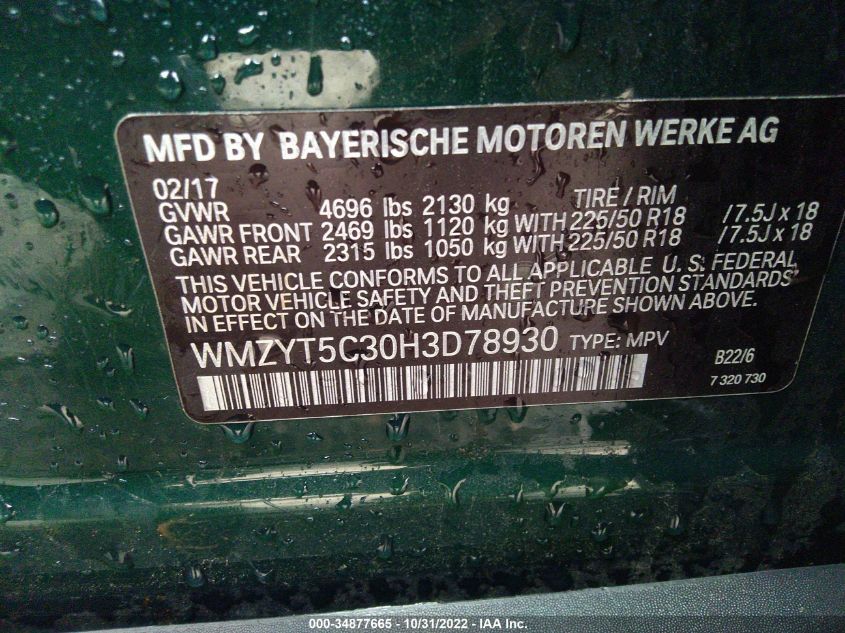 MFD BY BAYERISCHE MOTOREN WERKE AG
02/17 TIRE / RIM
GVWR 4696 lbs 2130 kg
GAWR FRONT 2469 lbs 1120 kg WITH 225/50 R18 /7.5J x 18
GAWR REAR 2315 lbs 1050 kg WITH 225/50 R18 /7.5J x 18
THIS VEHICLE CONFORMS TO ALL APPLICABLE U. S. FEDERAL
MOTOR VEHICLE SAFETY AND THEFT PREVENTION STANDARDS
IN EFFECT ON THE DATE OF MANUFACTURE SHOWN ABOVE.
WMZYT5C30H3D78930 TYPE: MPV
B22/6
7 320 730
000-34877665 - 10/31/2022 - IAA Inc.